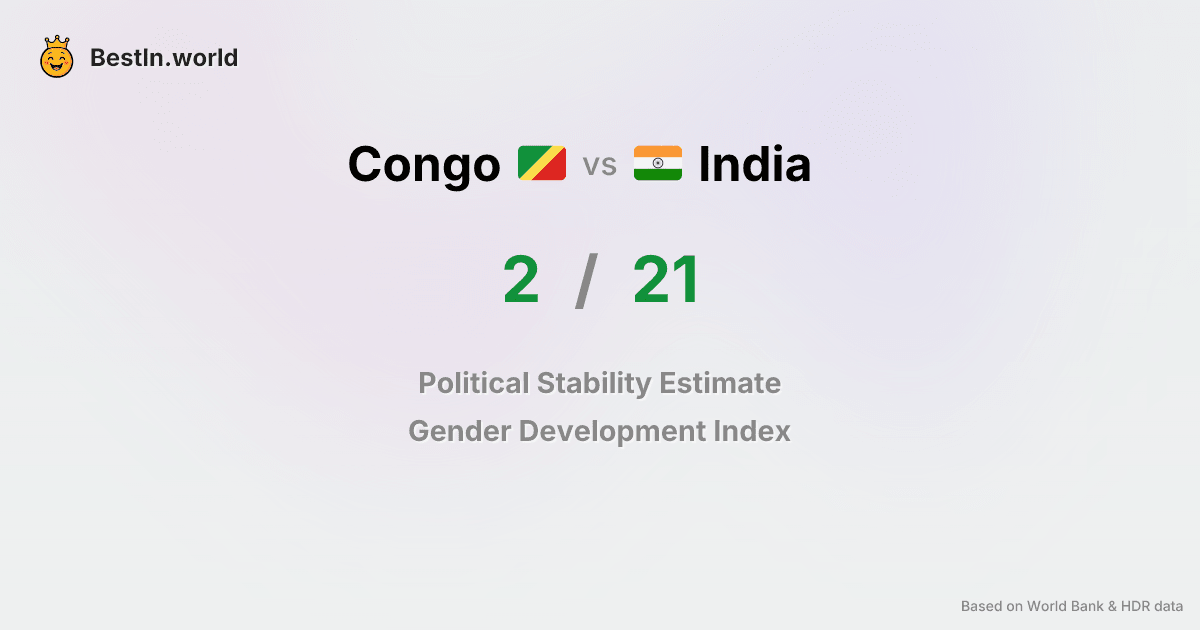 BestIn.world
Congo vs India
2 / 21
Political Stability Estimate
Gender Development Index
Based on World Bank & HDR data